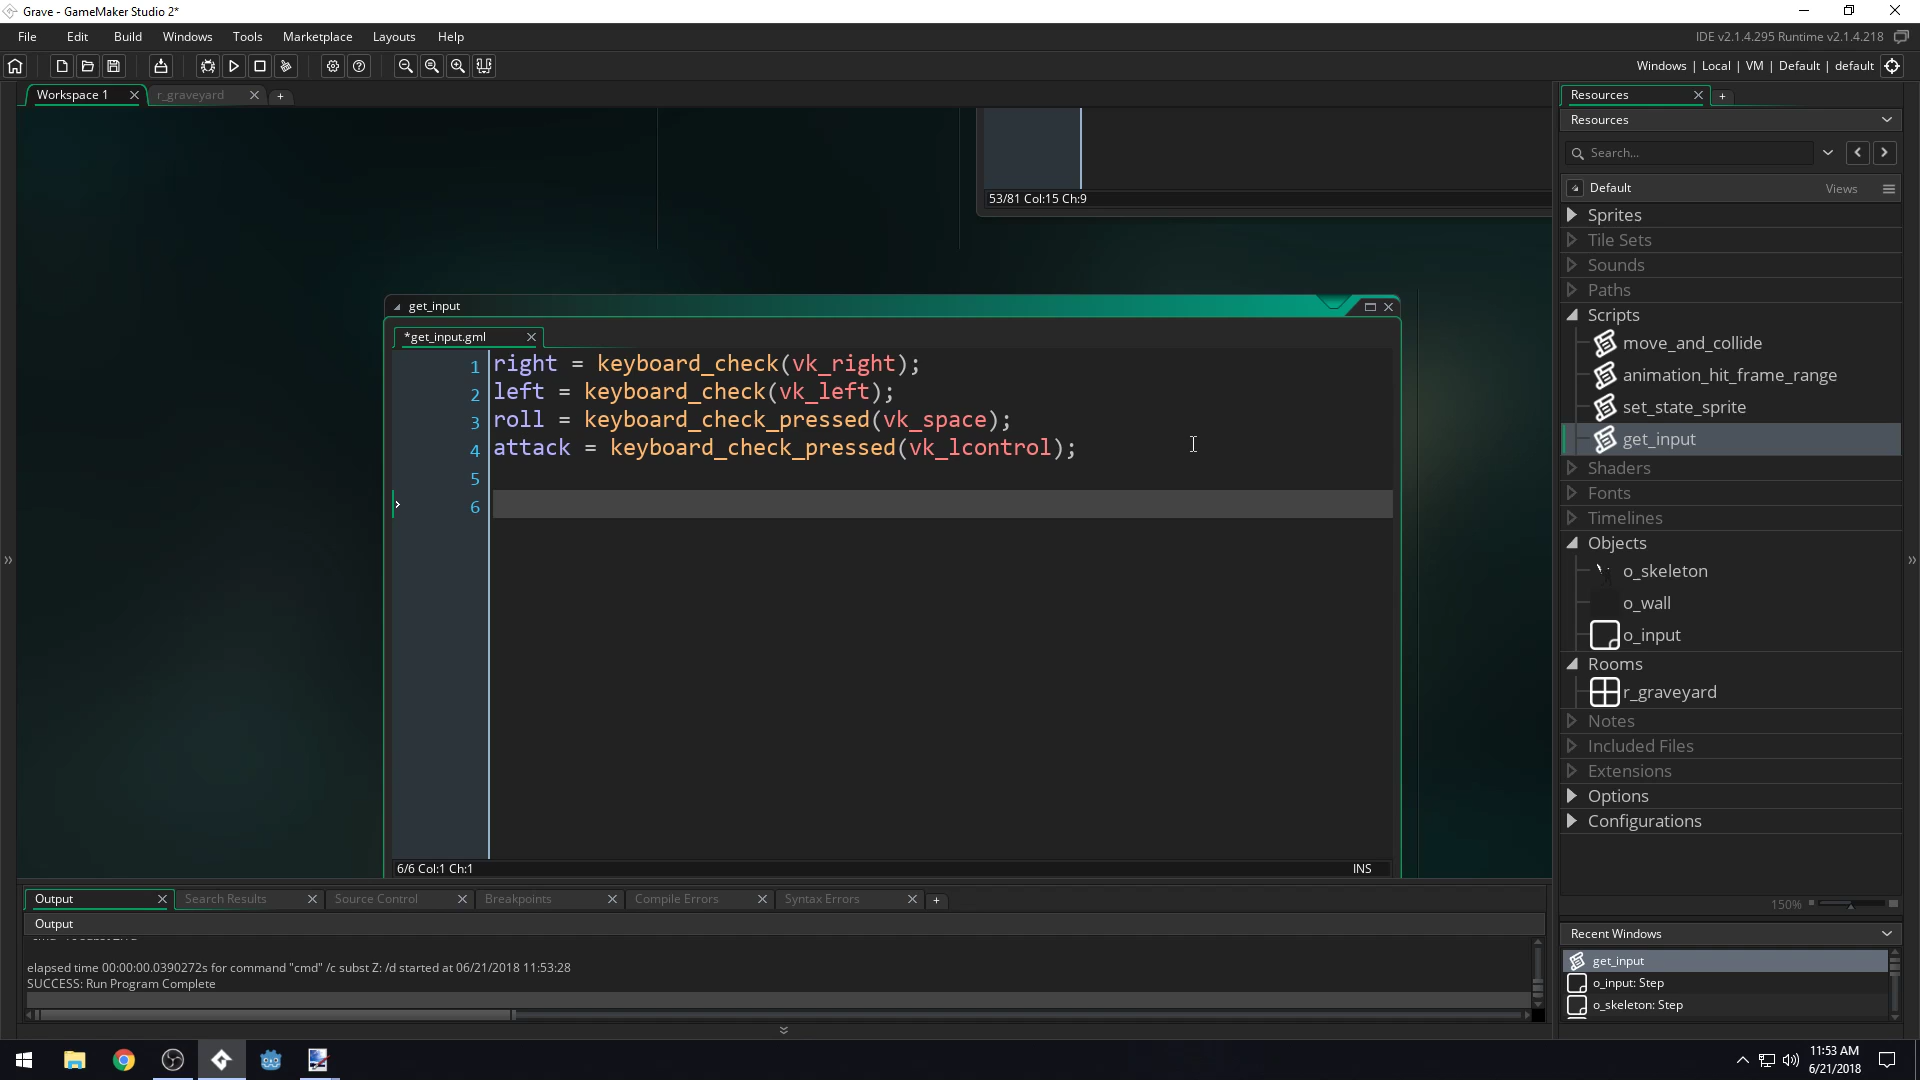 Grave - GameMaker Studio 2*
File Edit Build Windows Tools Marketplace Layouts Help
IDE v2.1.4.295 Runtime v2.1.4.218
Windows | Local | VM | Default | default
Workspace 1
r_graveyard
53/81 Col:15 Ch:9
get_input
*get_input.gml
1 right = keyboard_check(vk_right);
2 left = keyboard_check(vk_left);
3 roll = keyboard_check_pressed(vk_space);
4 attack = keyboard_check_pressed(vk_lcontrol);
5
6
6/6 Col:1 Ch:1
INS
Output
Search Results
Source Control
Breakpoints
Compile Errors
Syntax Errors
Output
elapsed time 00:00:00.0390272s for command "cmd" /c subst Z: /d started at 06/21/2018 11:53:28
SUCCESS: Run Program Complete
Resources
Resources
Search...
Default
Views
Sprites
Tile Sets
Sounds
Paths
Scripts
move_and_collide
animation_hit_frame_range
set_state_sprite
get_input
Shaders
Fonts
Timelines
Objects
o_skeleton
o_wall
o_input
Rooms
r_graveyard
Notes
Included Files
Extensions
Options
Configurations
150%
Recent Windows
get_input
o_input: Step
o_skeleton: Step
11:53 AM
6/21/2018